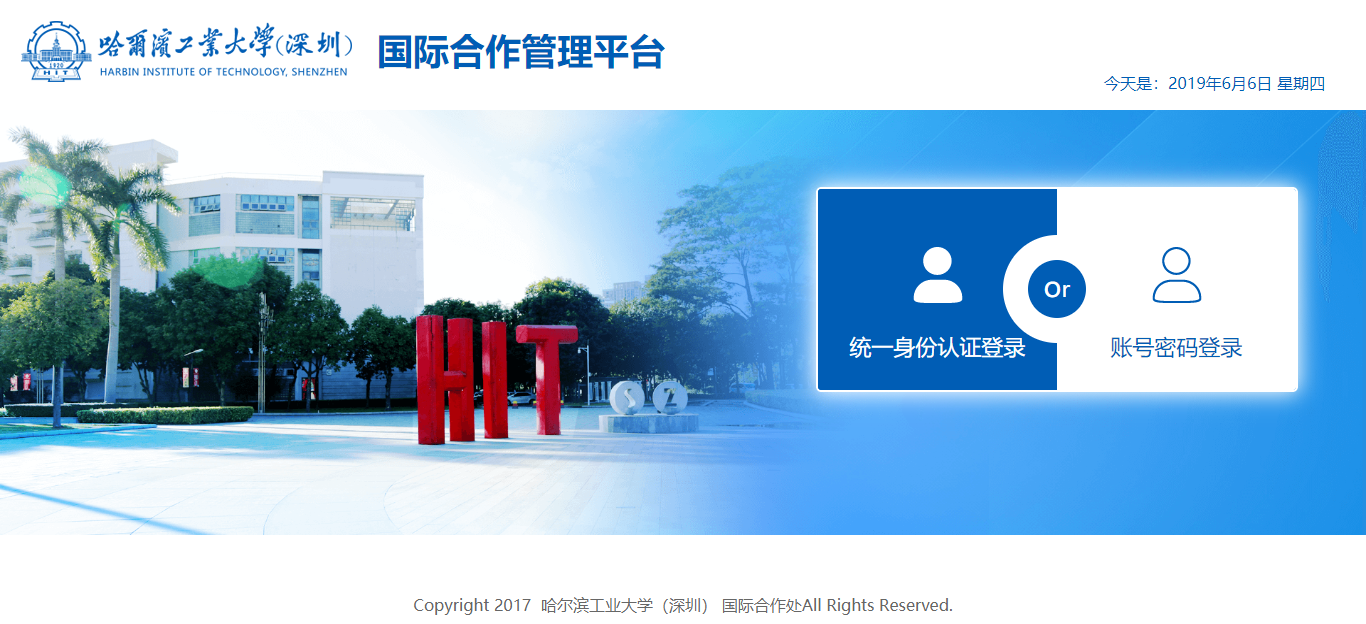 哈爾濱工業大學(深圳)
HARBIN INSTITUTE OF TECHNOLOGY, SHENZHEN
1920
HIT
国际合作管理平台
今天是：2019年6月6日 星期四
HIT
SZ
统一身份认证登录
Or
账号密码登录
Copyright 2017 哈尔滨工业大学（深圳） 国际合作处All Rights Reserved.